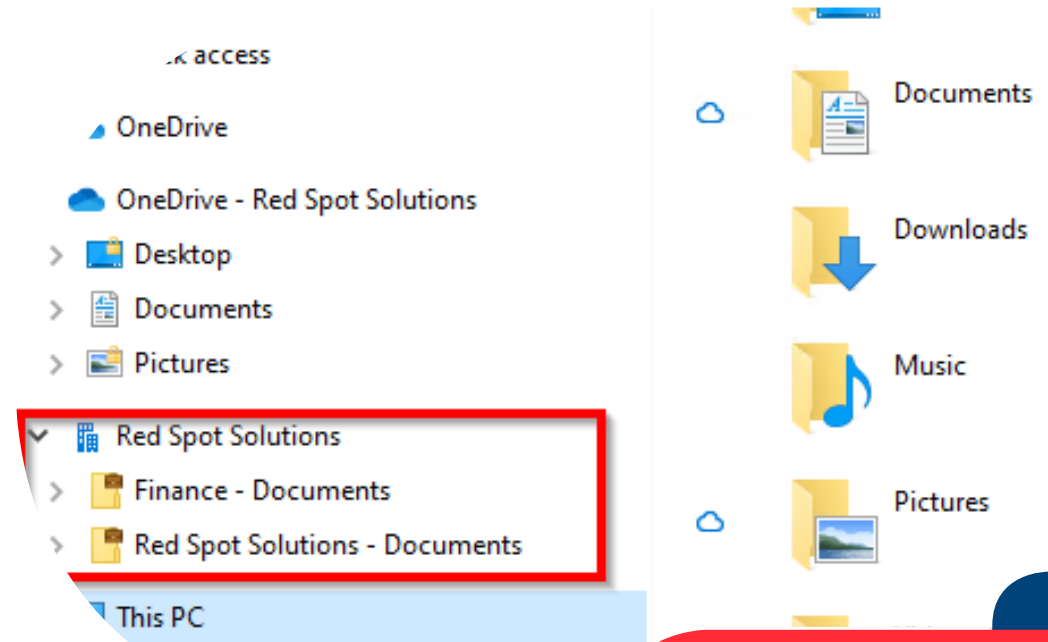 access
OneDrive
OneDrive - Red Spot Solutions
Desktop
Documents
Pictures
Red Spot Solutions
Finance - Documents
Red Spot Solutions - Documents
This PC
Documents
Downloads
Music
Pictures